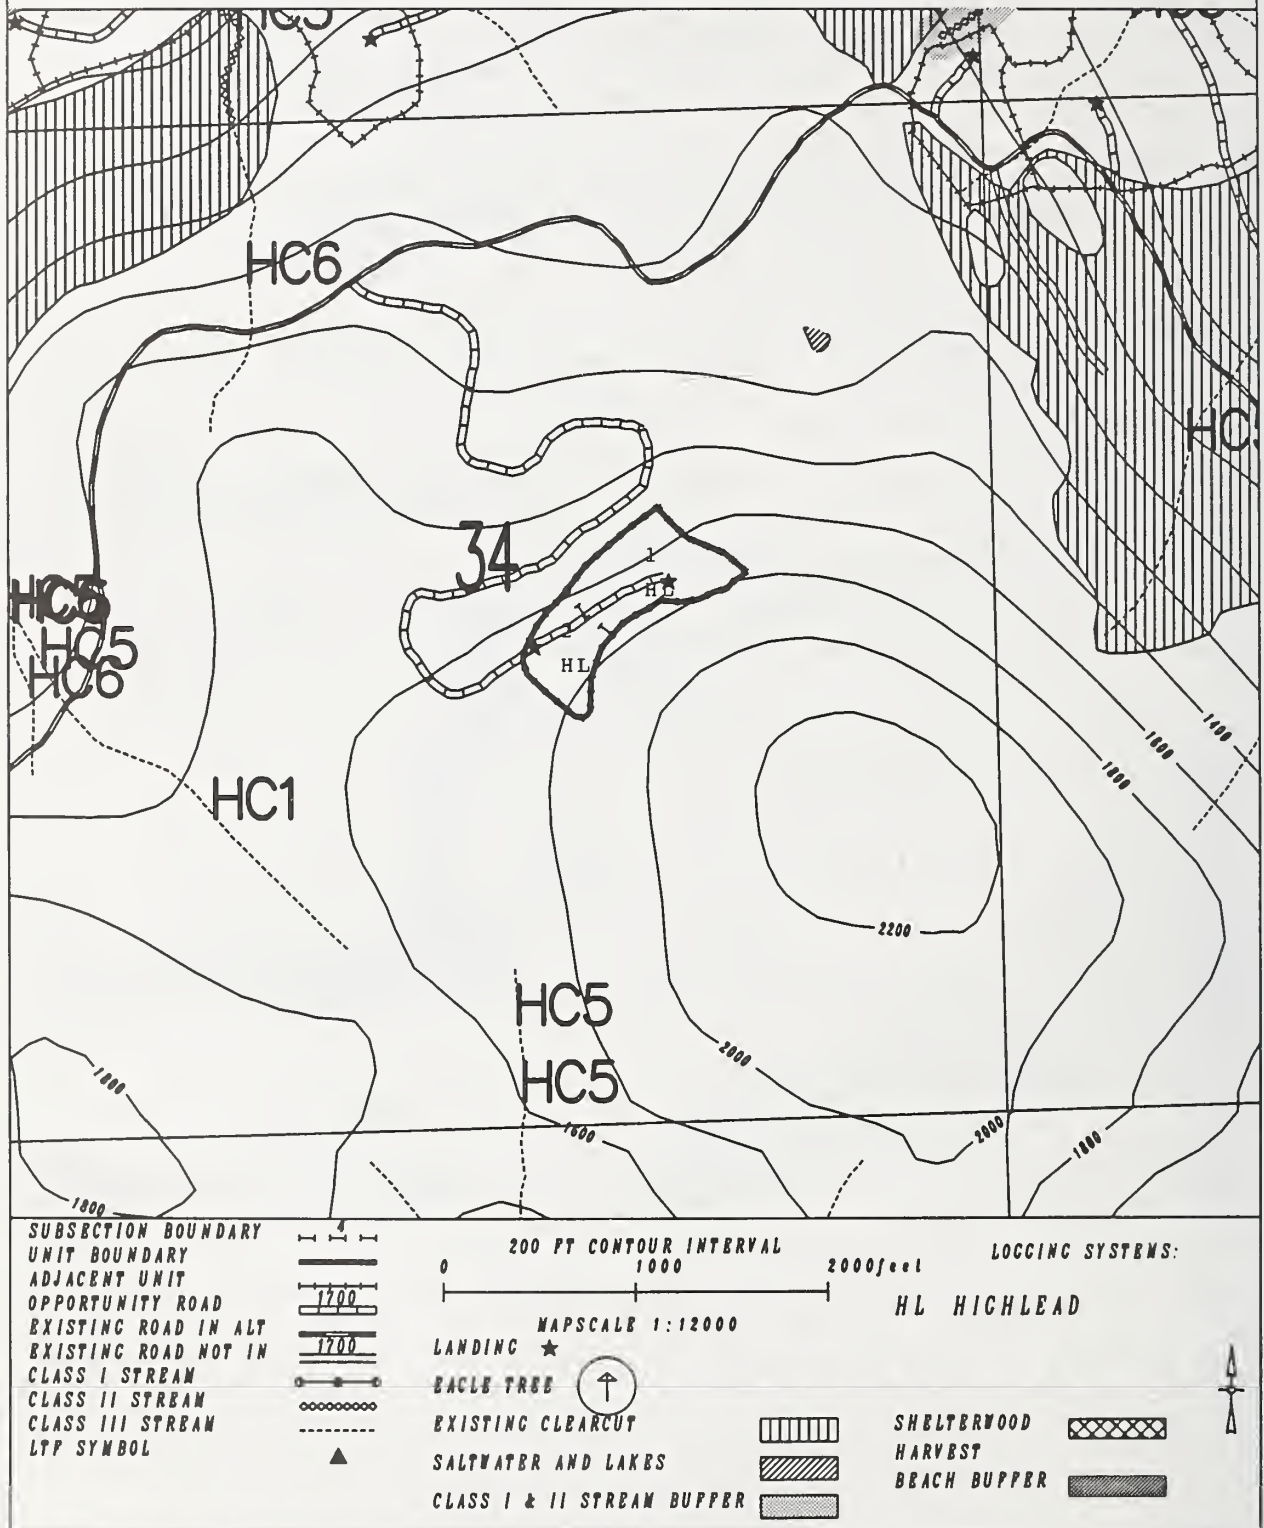 HC5
HC6
34
1
HL
HC5
HC5
HC6
HL
1400
1600
1800
HC1
2200
HC5
2000
HC5
1800
1600
2000
1800
1800
SUBSECTION BOUNDARY 4
UNIT BOUNDARY
ADJACENT UNIT
OPPORTUNITY ROAD 1700
EXISTING ROAD IN ALT
EXISTING ROAD NOT IN 1700
CLASS I STREAM
CLASS II STREAM
CLASS III STREAM
LTF SYMBOL
200 FT CONTOUR INTERVAL
0 1000 2000feet
MAPSCALE 1:12000
LANDING
EAGLE TREE
EXISTING CLEARCUT
SALTWATER AND LAKES
CLASS I & II STREAM BUFFER
LOGGING SYSTEMS:
HL HIGHLEAD
SHELTERWOOD
HARVEST
BEACH BUFFER